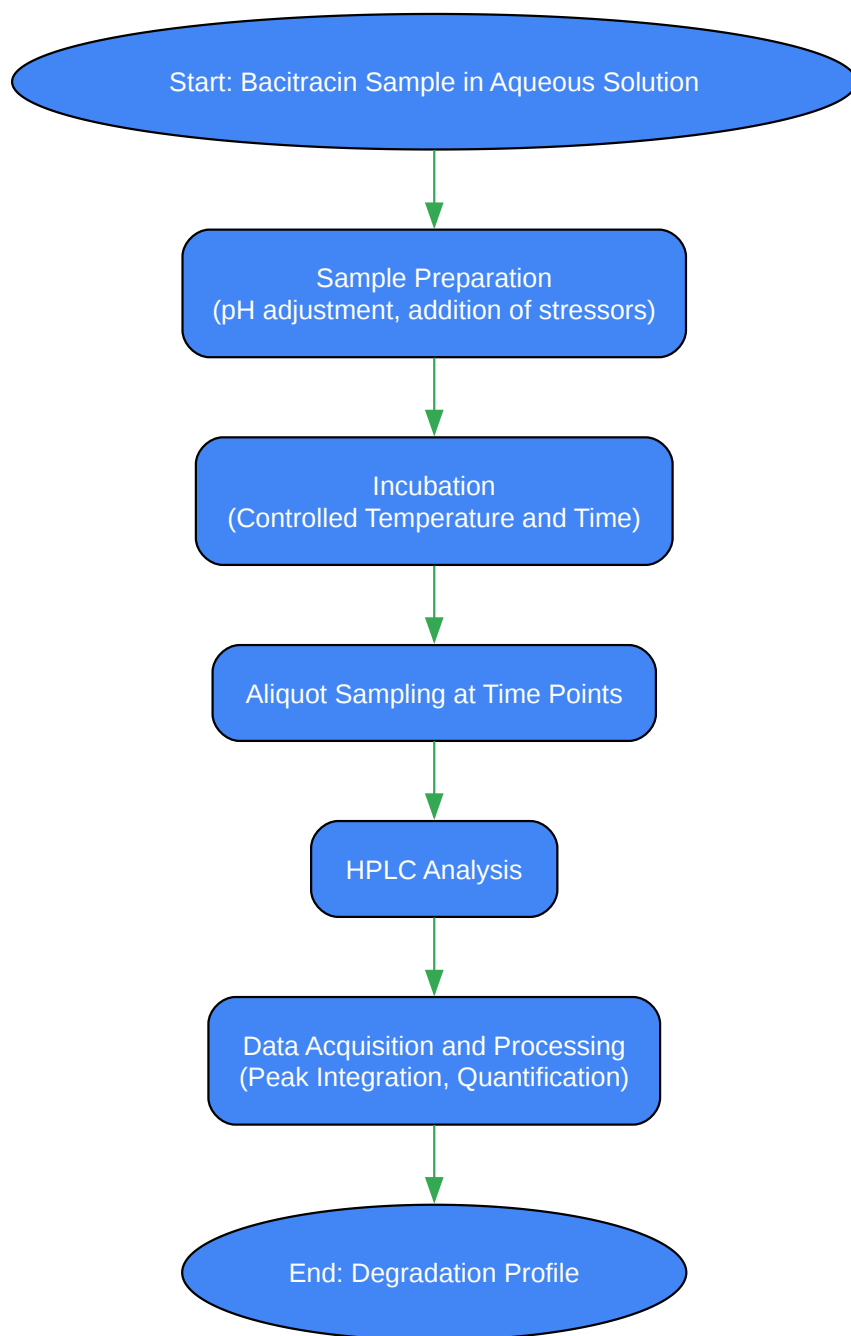 Start: Bacitracin Sample in Aqueous Solution
Sample Preparation
(pH adjustment, addition of stressors)
Incubation
(Controlled Temperature and Time)
Aliquot Sampling at Time Points
HPLC Analysis
Data Acquisition and Processing
(Peak Integration, Quantification)
End: Degradation Profile